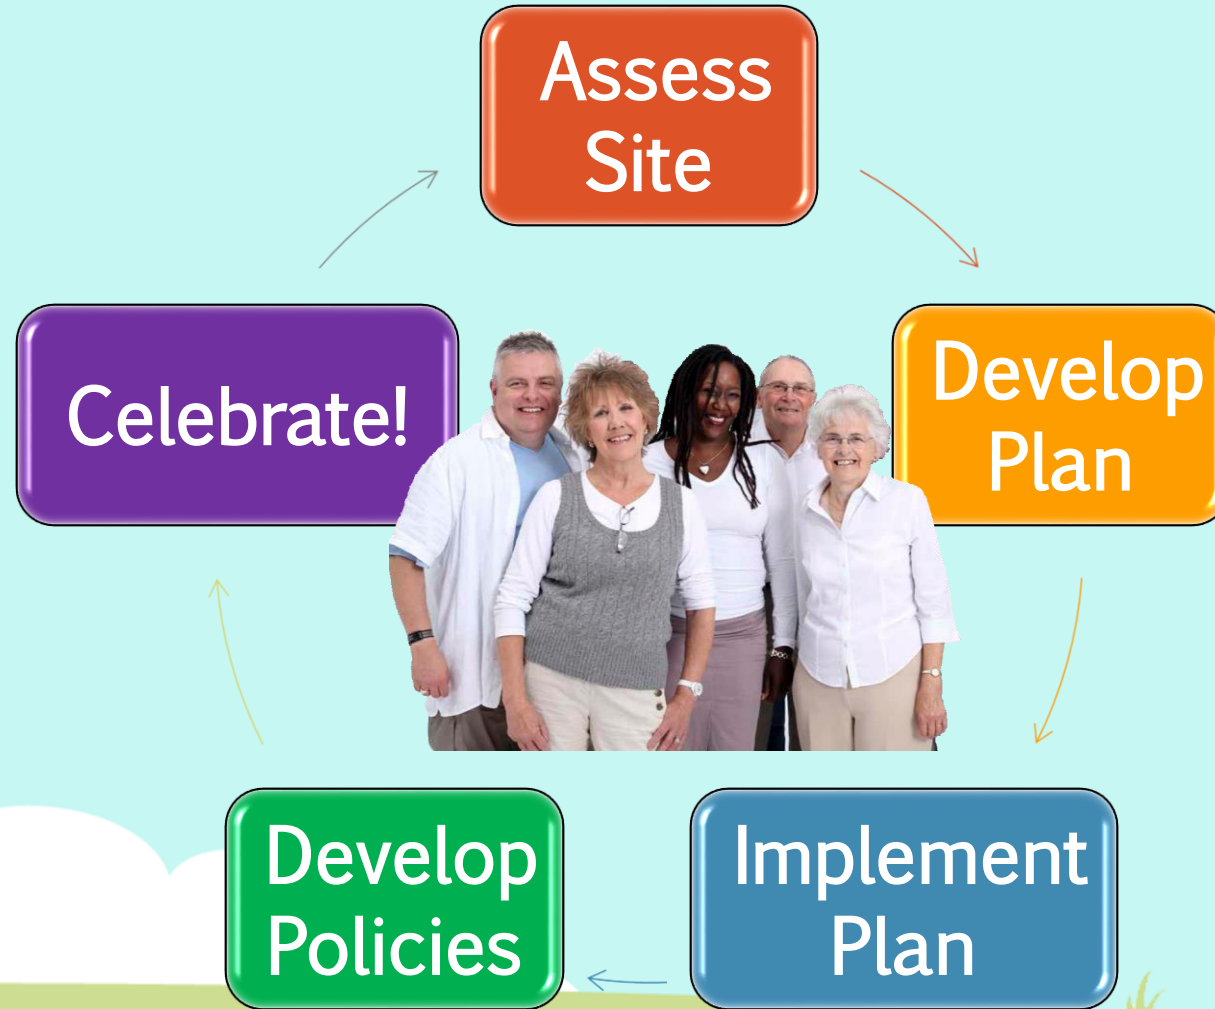 Assess
Site
Develop
Plan
Implement
Plan
Develop
Policies
Celebrate!